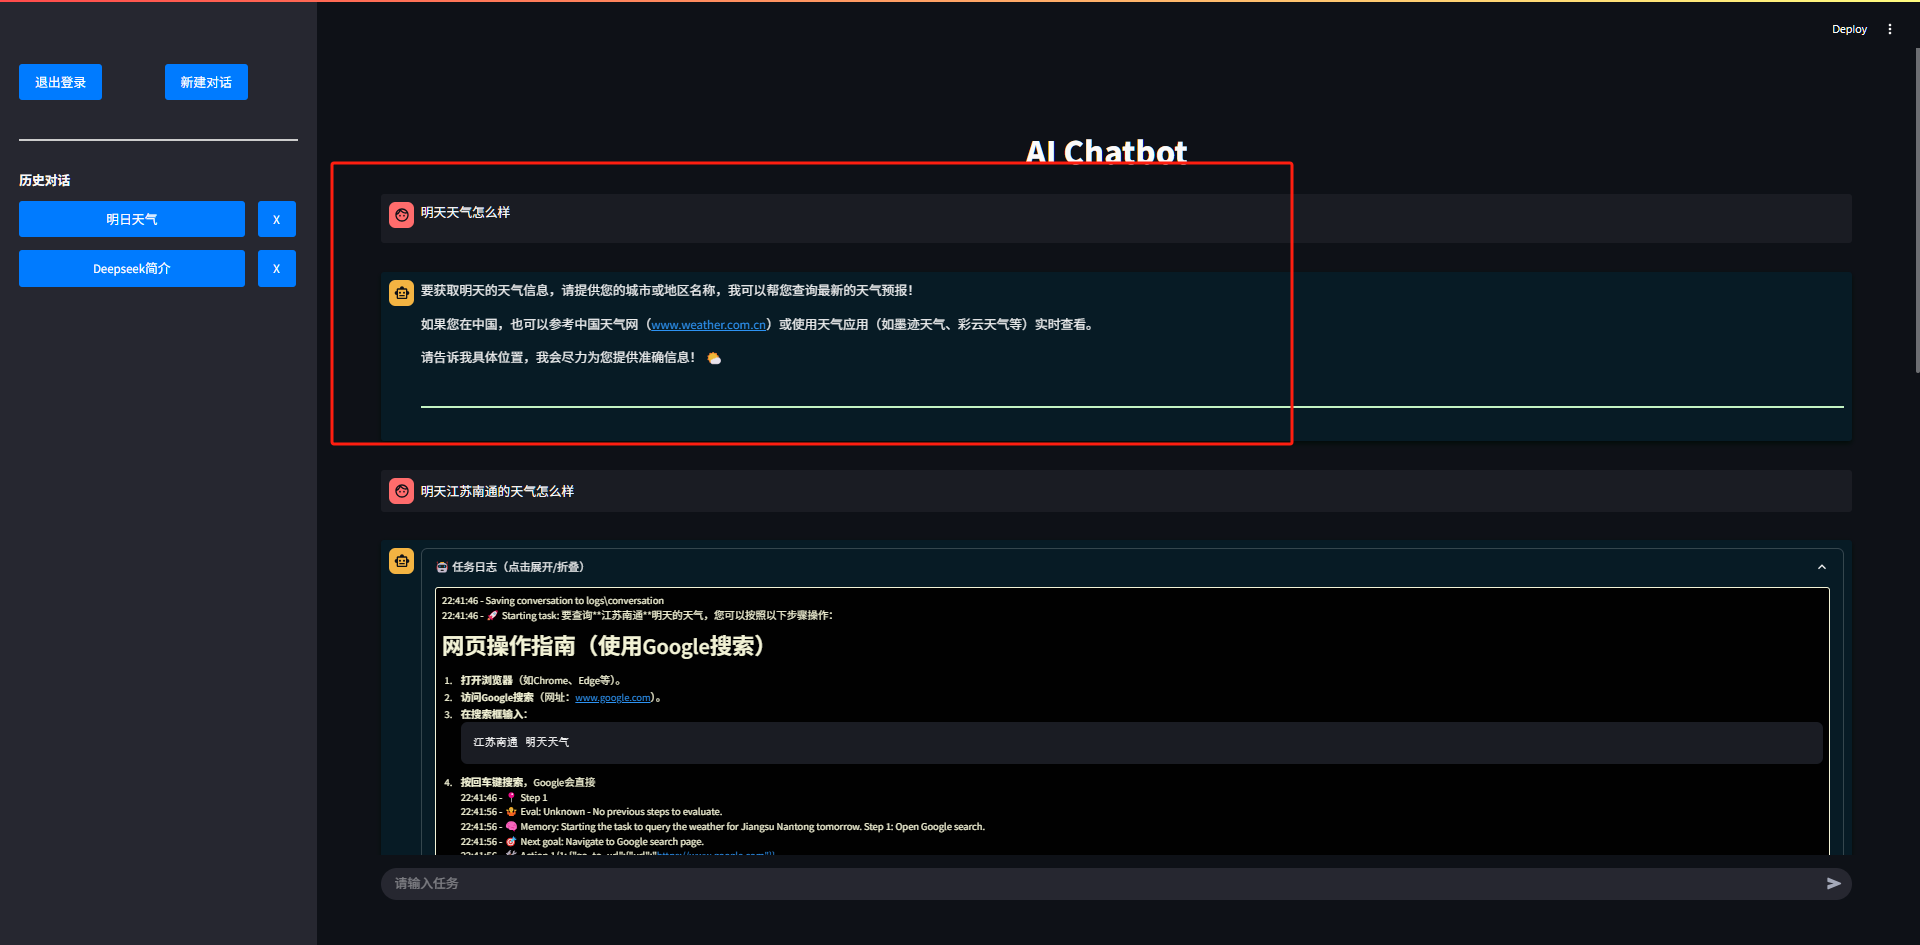 Deploy
退出登录
新建对话
历史对话
明日天气
X
Deepseek简介
X
AI Chatbot
明天天气怎么样
要获取明天的天气信息，请提供您的城市或地区名称，我可以帮您查询最新的天气预报！
如果您在中国，也可以参考中国天气网（www.weather.com.cn）或使用天气应用（如墨迹天气、彩云天气等）实时查看。
请告诉我具体位置，我会尽力为您提供准确信息！
明天江苏南通的天气怎么样
任务日志（点击展开/折叠）
22:41:46 - Saving conversation to logs\conversation
22:41:46 - 🚀 Starting task: 要查询**江苏南通**明天的天气，您可以按照以下步骤操作：
网页操作指南（使用Google搜索）
1. 打开浏览器（如Chrome、Edge等）。
2. 访问Google搜索（网址：www.google.com）。
3. 在搜索框输入：
江苏南通 明天天气
4. 按回车键搜索，Google会直接
22:41:46 - 📍 Step 1
22:41:56 - 🤷 Eval: Unknown - No previous steps to evaluate.
22:41:56 - 🧠 Memory: Starting the task to query the weather for Jiangsu Nantong tomorrow. Step 1: Open Google search.
22:41:56 - 🎯 Next goal: Navigate to Google search page.
22:41:56 - 🛠️ Action 1/1: {"go_to_url":{"url":"https://www.google.com"}}
请输入任务